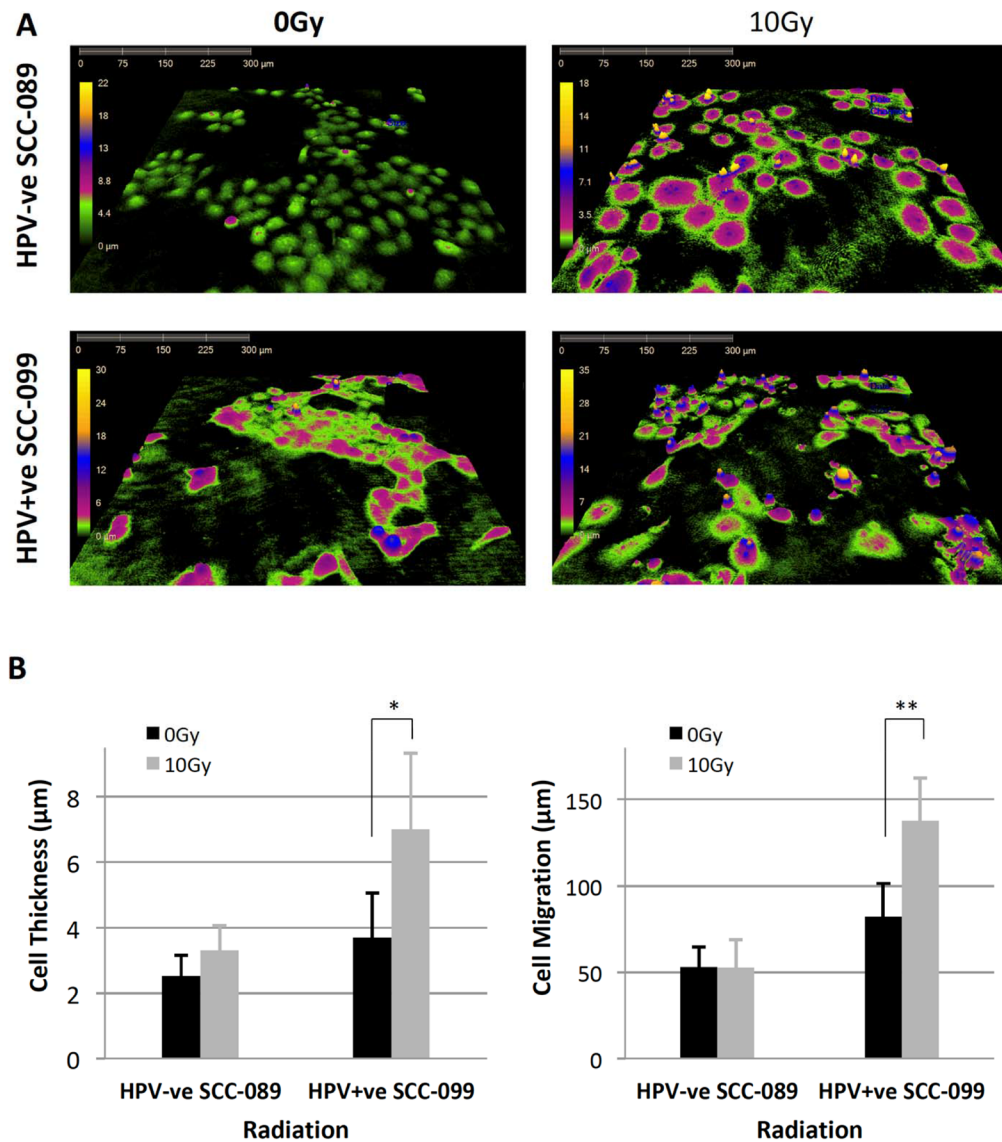 A
0Gy
10Gy
HPV-ve SCC-089
0 75 150 225 300 µm
22
18
13
8.8
4.4
0 µm
0 75 150 225 300 µm
18
14
11
7.1
3.5
HPV+ve SCC-099
0 75 150 225 300 µm
30
24
18
12
6
0 µm
0 75 150 225 300 µm
35
28
21
14
7
B
0Gy
10Gy
*
Cell Thickness (µm)
8
6
4
2
0
HPV-ve SCC-089 HPV+ve SCC-099
Radiation
0Gy
10Gy
**
Cell Migration (µm)
150
100
50
0
HPV-ve SCC-089 HPV+ve SCC-099
Radiation